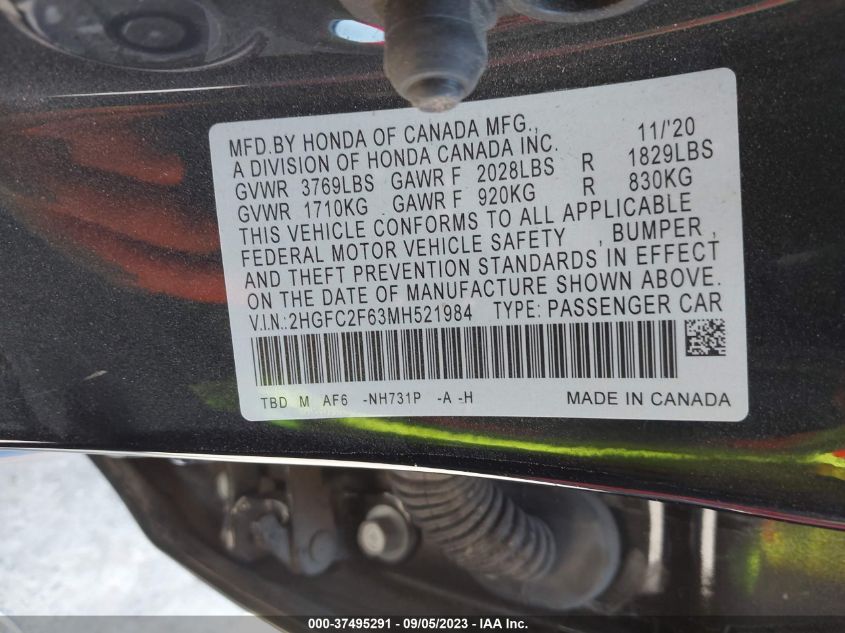 MFD. BY HONDA OF CANADA MFG., 11/'20
A DIVISION OF HONDA CANADA INC.
GVWR 3769LBS GAWR F 2028LBS R 1829LBS
GVWR 1710KG GAWR F 920KG R 830KG
THIS VEHICLE CONFORMS TO ALL APPLICABLE
FEDERAL MOTOR VEHICLE SAFETY , BUMPER ,
AND THEFT PREVENTION STANDARDS IN EFFECT
ON THE DATE OF MANUFACTURE SHOWN ABOVE.
V.I.N.:2HGFC2F63MH521984 TYPE: PASSENGER CAR
TBD M AF6 -NH731P -A -H MADE IN CANADA
000-37495291 - 09/05/2023 - IAA Inc.